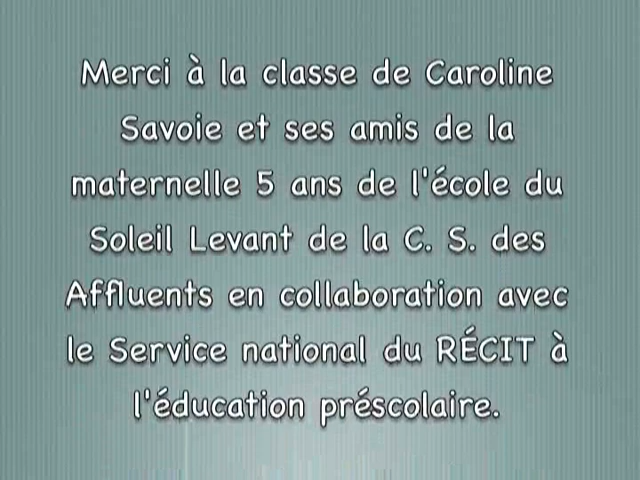 Merci à la classe de Caroline
Savoie et ses amis de la
maternelle 5 ans de l'école du
Soleil Levant de la C. S. des
Affluents en collaboration avec
le Service national du RÉCIT à
l'éducation préscolaire.